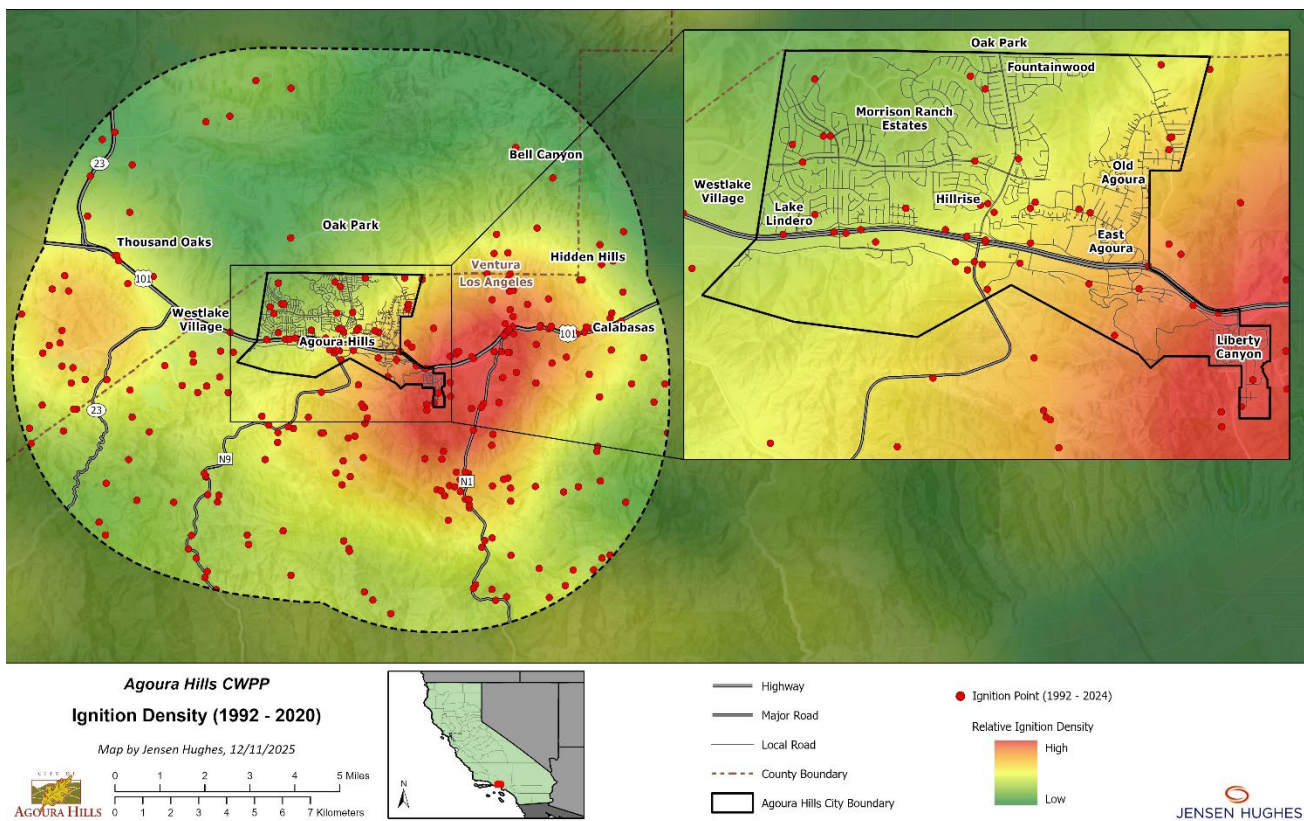 Bell Canyon
23
Oak Park
Thousand Oaks
Hidden Hills
Ventura
Los Angeles
101
Westlake
Village
Agoura Hills
101
Calabasas
23
N9
N1
Oak Park
Fountainwood
Morrison Ranch
Estates
Old
Agoura
Westlake
Village
Lake
Lindero
Hillrise
East
Agoura
Liberty
Canyon
Agoura Hills CWPP
Ignition Density (1992 - 2020)
Map by Jensen Hughes, 12/11/2025
CITY OF
AGOURA HILLS
0 1 2 3 4 5 Miles
0 1 2 3 4 5 6 7 Kilometers
N
Highway
Major Road
Local Road
County Boundary
Agoura Hills City Boundary
Ignition Point (1992 - 2024)
Relative Ignition Density
High
Low
JENSEN HUGHES